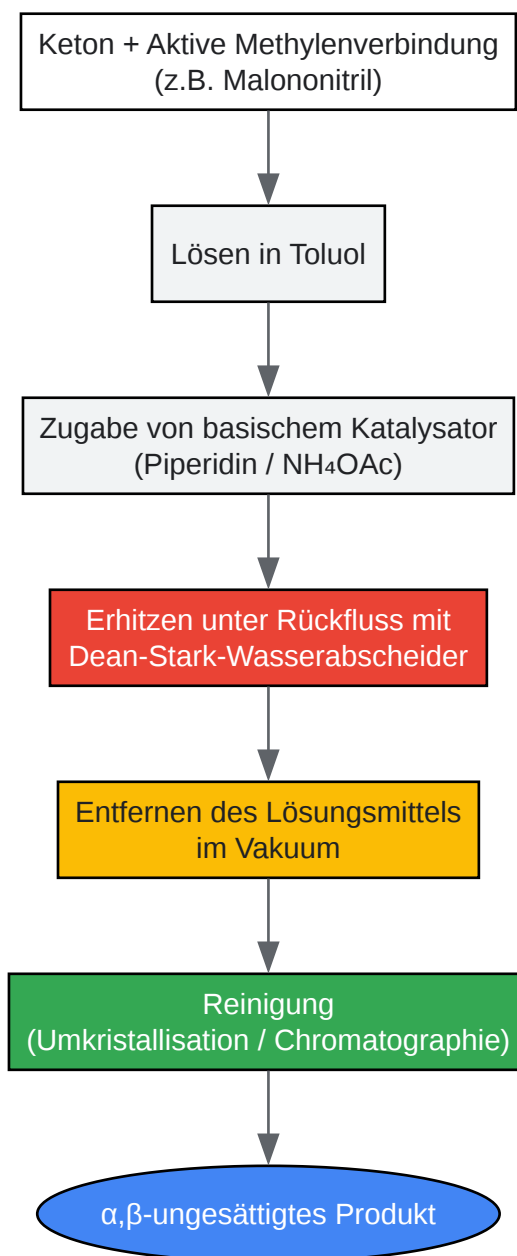 Keton + Aktive Methylenverbindung
(z.B. Malononitril)
Lösen in Toluol
Zugabe von basischem Katalysator
(Piperidin / NH₄OAc)
Erhitzen unter Rückfluss mit
Dean-Stark-Wasserabscheider
Entfernen des Lösungsmittels
im Vakuum
Reinigung
(Umkristallisation / Chromatographie)
α,β-ungesättigtes Produkt